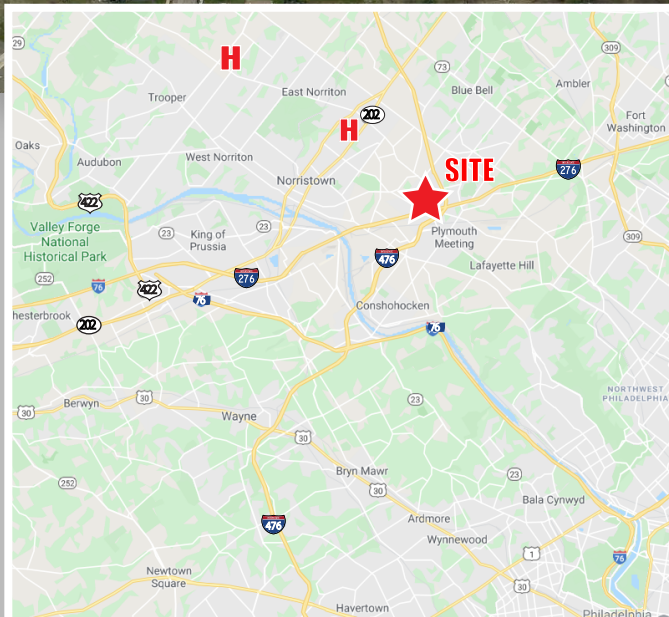 29
H
309
Trooper
East Norriton
73
Blue Bell
Ambler
202
Fort
Washington
H
Oaks
Audubon
West Norriton
SITE
276
Norristown
422
Valley Forge
National
Historical Park
23
King of
Prussia
23
Plymouth
Meeting
309
476
Lafayette Hill
252
76
422
276
76
hesterbrook
202
Conshohocken
76
NORTHWEST
PHILADELPHIA
Berwyn
30
23
30
Wayne
30
Bryn Mawr
252
30
23
Bala Cynwyd
476
Ardmore
Wynnewood
1
76
Newtown
Square
30
Havertown
Philadelphia